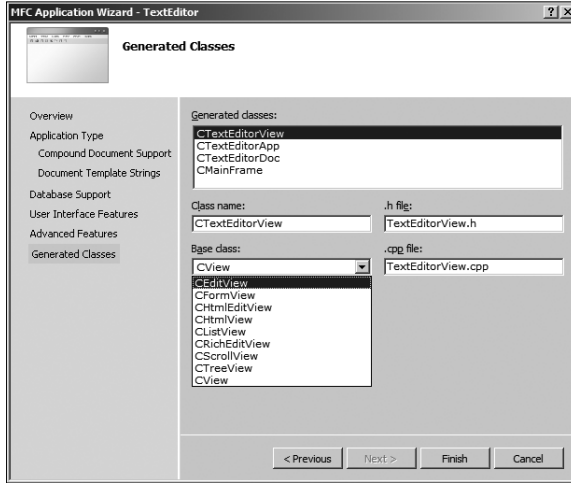 MFC Application Wizard - TextEditor
Generated Classes
Overview
Application Type
Compound Document Support
Document Template Strings
Database Support
User Interface Features
Advanced Features
Generated Classes
Generated classes:
CTextEditorView
CTextEditorApp
CTextEditorDoc
CMainFrame
Class name:
CTextEditorView
.h file:
TextEditorView.h
Base class:
CView
.cpp file:
TextEditorView.cpp
CEditView
CFormView
CHtmlEditView
CHtmlView
CListView
CRichEditView
CScrollView
CTreeView
CView
< Previous
Next >
Finish
Cancel